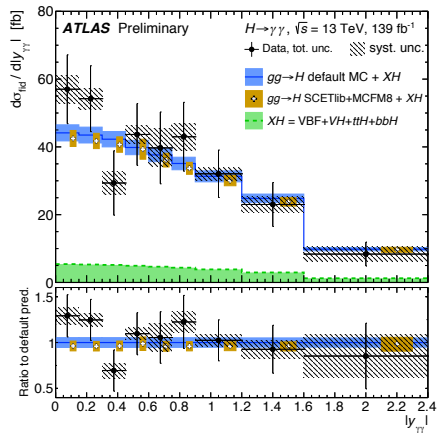 ATLAS Preliminary
H→γγ, √s = 13 TeV, 139 fb⁻¹
Data, tot. unc. syst. unc.
gg→H default MC + XH
gg→H SCETlib+MCFM8 + XH
XH = VBF+VH+ttH+bbH
dσ_fid / d|y_γγ| [fb]
80
60
40
20
0
Ratio to default pred.
1.5
1
0.5
0 0.2 0.4 0.6 0.8 1 1.2 1.4 1.6 1.8 2 2.2 2.4
|y_γγ|